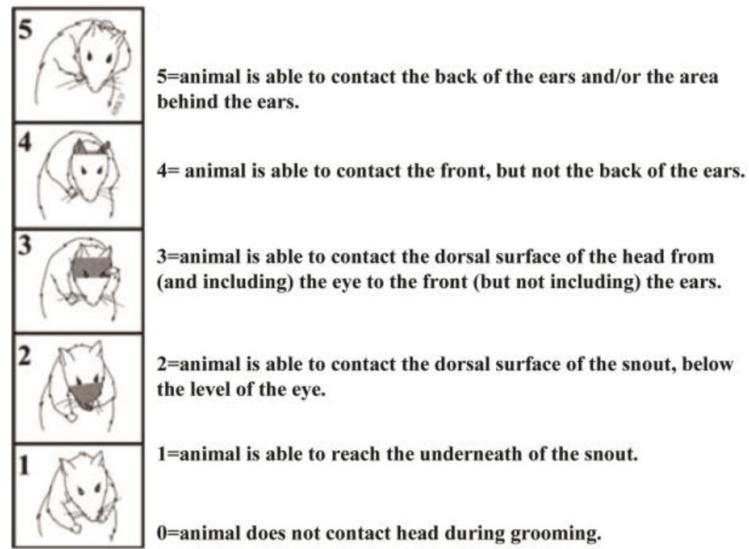 5
5=animal is able to contact the back of the ears and/or the area
behind the ears.
4
4= animal is able to contact the front, but not the back of the ears.
3
3=animal is able to contact the dorsal surface of the head from
(and including) the eye to the front (but not including) the ears.
2
2=animal is able to contact the dorsal surface of the snout, below
the level of the eye.
1
1=animal is able to reach the underneath of the snout.
0=animal does not contact head during grooming.